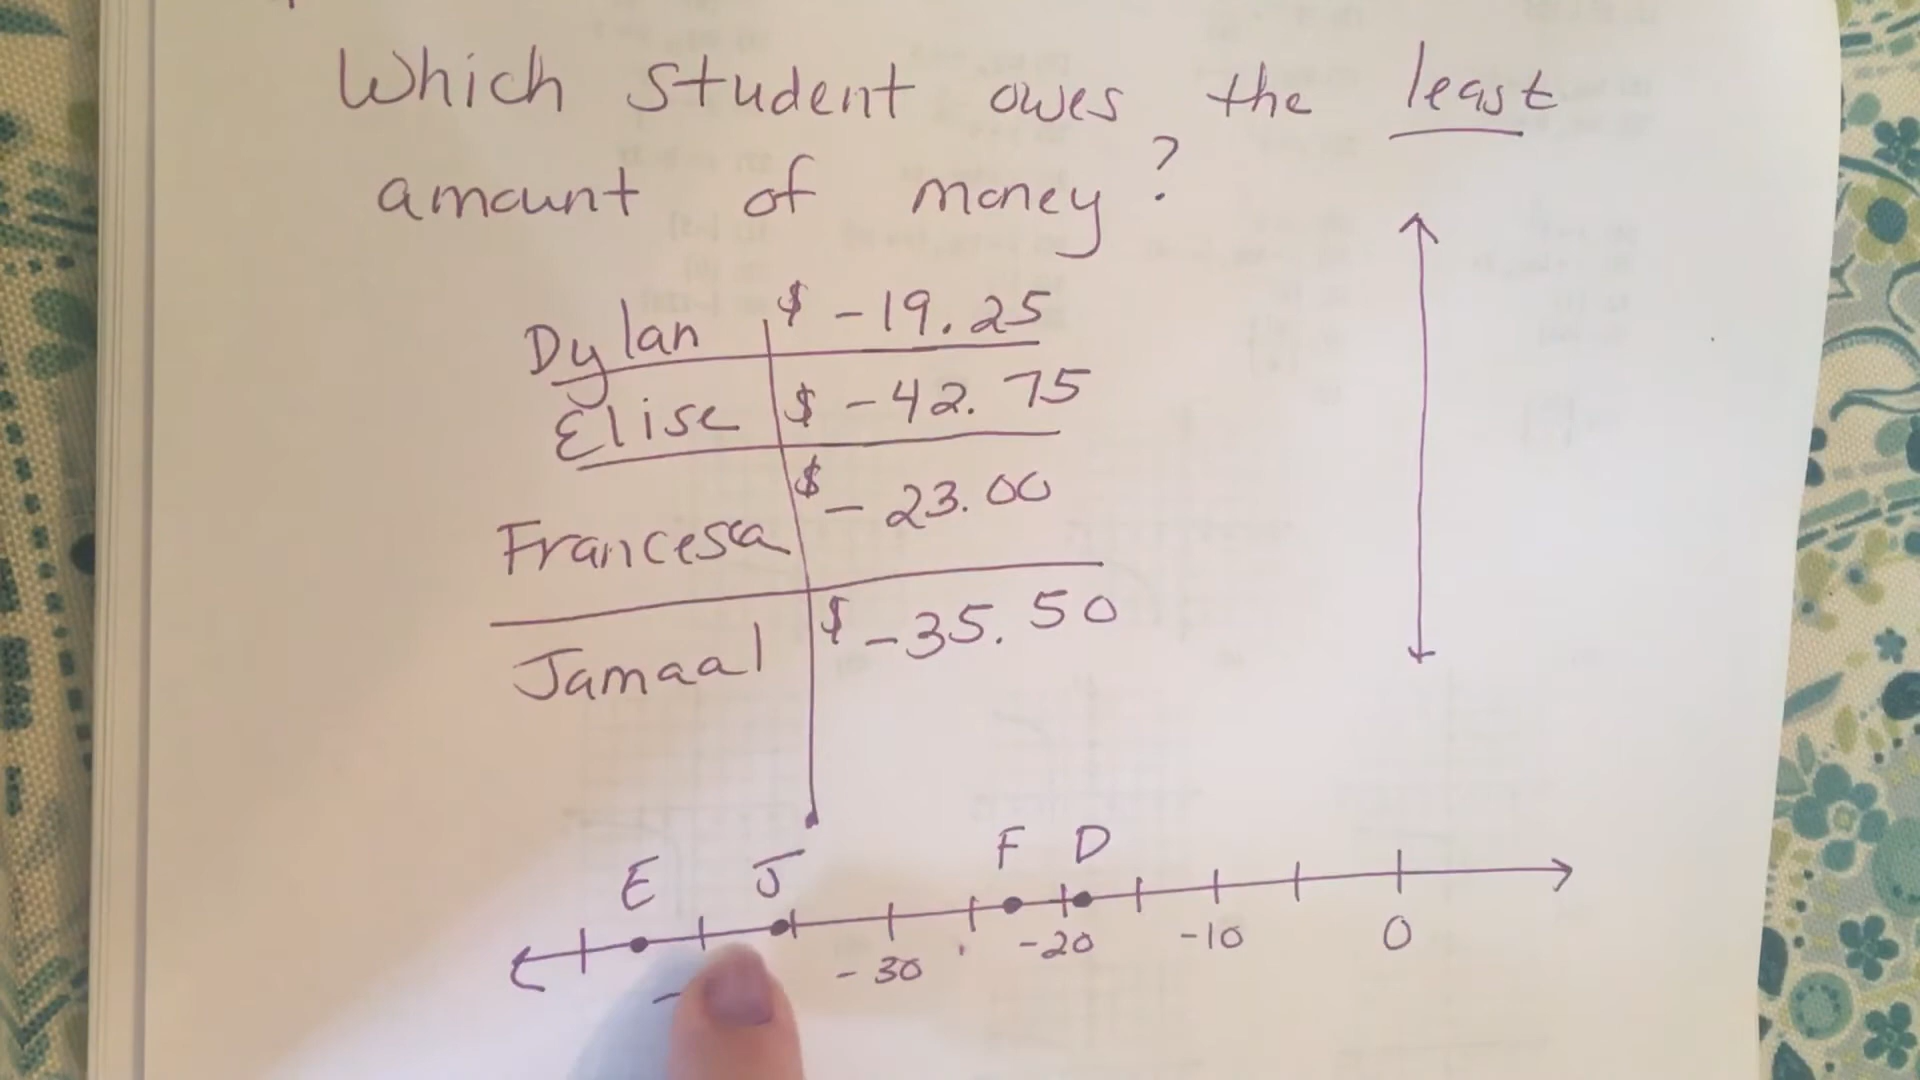 Which student owes the least
amount of money?
Dylan $ -19.25
Elise $ -42.75
Francesca $ -23.00
Jamaal $ -35.50
E J F D
-30 -20 -10 0